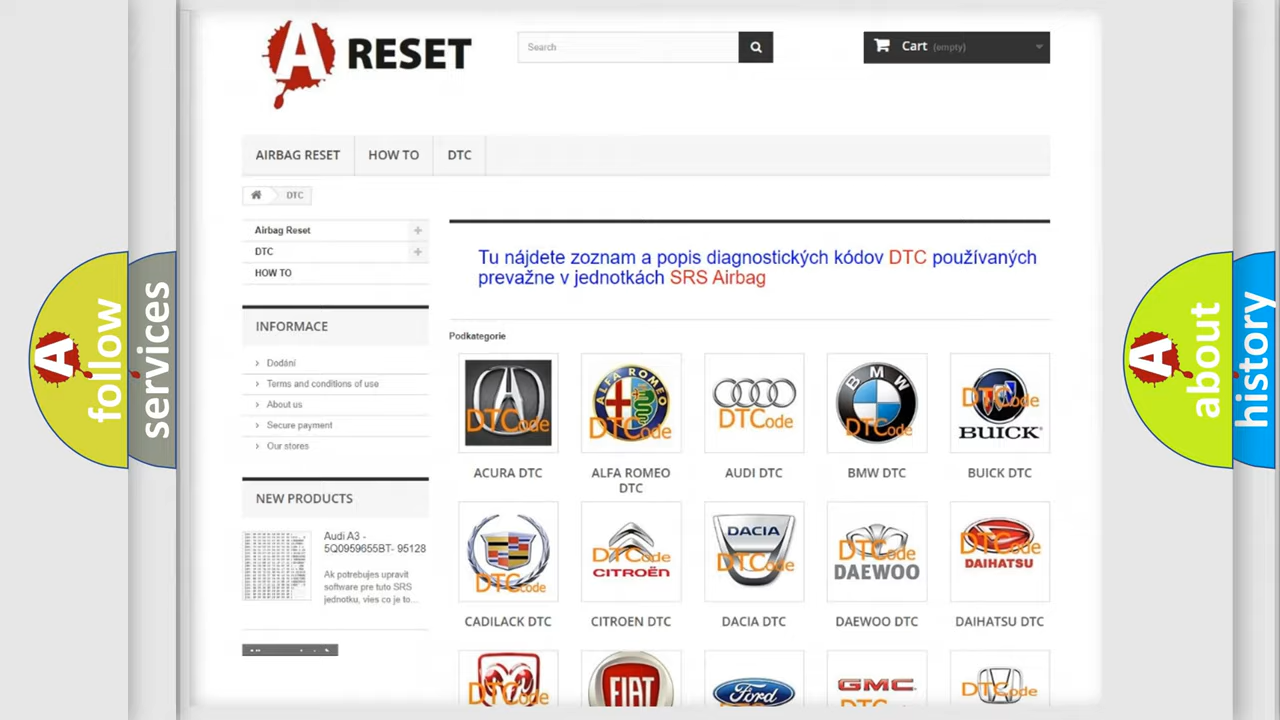 A RESET
Search
Cart (empty)
AIRBAG RESET
HOW TO
DTC
DTC
Airbag Reset
DTC
HOW TO
Tu nájdete zoznam a popis diagnostických kódov DTC používaných
prevažne v jednotkách SRS Airbag
INFORMACE
Dodání
Terms and conditions of use
About us
Secure payment
Our stores
NEW PRODUCTS
Audi A3 -
5Q0959655BT- 95128
Ak potrebujes upravit
software pre tuto SRS
jednotku, vies co je to...
Podkategorie
DTCode
ALFA ROMEO
DTCode
DTCode
BMW
DTCode
DTCode
BUICK
ACURA DTC
ALFA ROMEO
DTC
AUDI DTC
BMW DTC
BUICK DTC
DTCode
DTCode
CITROËN
DACIA
DTCode
DTCode
DAEWOO
DTCode
DAIHATSU
CADILACK DTC
CITROEN DTC
DACIA DTC
DAEWOO DTC
DAIHATSU DTC
DTCode
FIAT
Ford
GMC
DTCode
A follow
services
A about
history